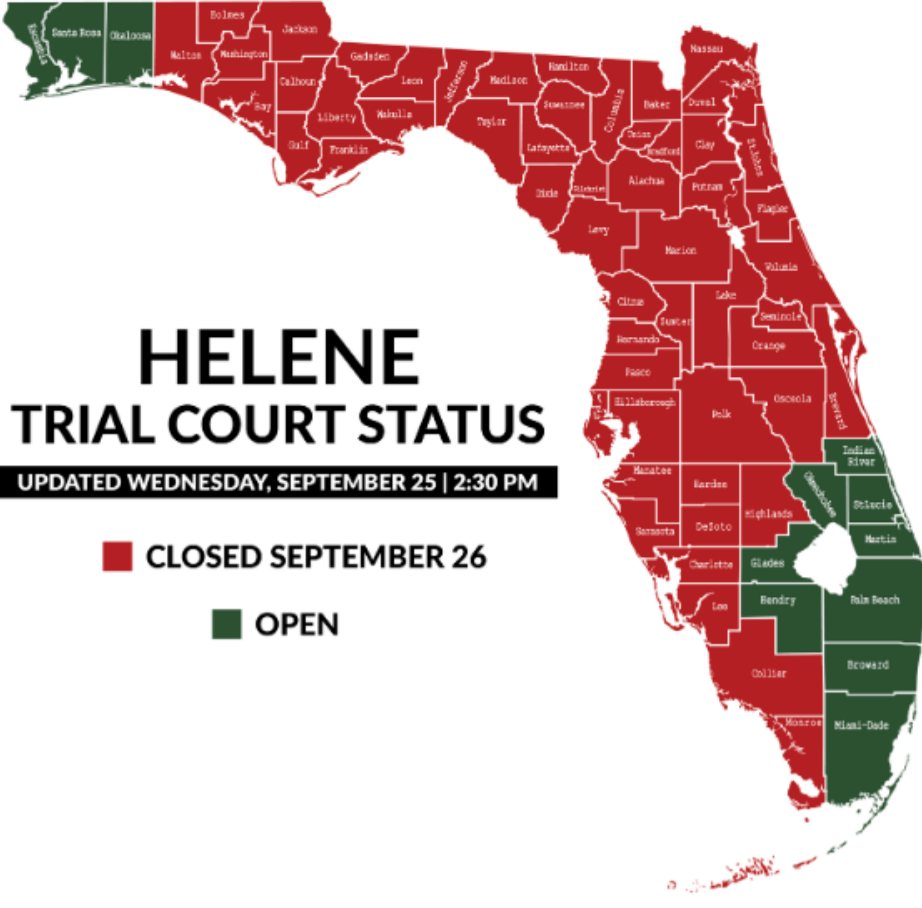 Escambia
Santa Rosa
Okaloosa
Walton
Holmes
Washington
Jackson
Bay
Calhoun
Gulf
Liberty
Gadsden
Franklin
Leon
Wakulla
Jefferson
Madison
Taylor
Hamilton
Suwannee
Lafayette
Dixie
Columbia
Gilchrist
Baker
Union
Bradford
Alachua
Nassau
Duval
Clay
St Johns
Putnam
Flagler
Levy
Marion
Volusia
Citrus
Sumter
Lake
Seminole
Hernando
Orange
Pasco
Hillsborough
Polk
Osceola
Brevard
Indian
River
Manatee
Hardee
Highlands
Okeechobee
StLucie
Sarasota
DeSoto
Martin
Charlotte
Glades
Lee
Hendry
Palm Beach
Collier
Broward
Monroe
Miami-Dade
HELENE
TRIAL COURT STATUS
UPDATED WEDNESDAY, SEPTEMBER 25 | 2:30 PM
CLOSED SEPTEMBER 26
OPEN